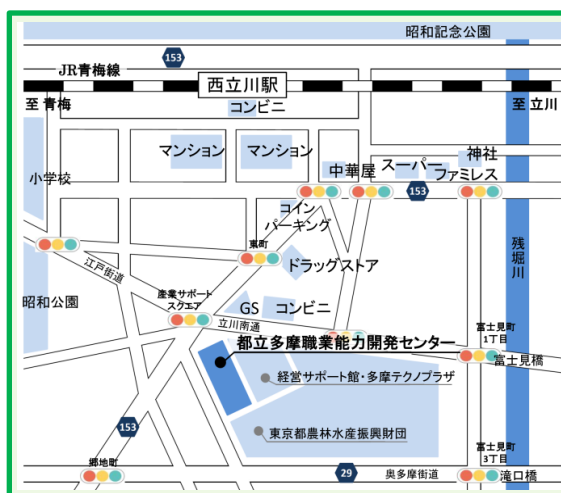 昭和記念公園
153
JR青梅線
西立川駅
至 青梅
至 立川
コンビニ
マンション
マンション
小学校
中華屋
スーパー
神社
ファミレス
153
コイン
パーキング
東町
残堀川
江戸街道
ドラッグストア
昭和公園
産業サポート
スクエア
GS
コンビニ
立川南通
富士見町
1丁目
都立多摩職業能力開発センター
富士見橋
経営サポート館・多摩テクノプラザ
153
東京都農林水産振興財団
郷地町
富士見町
3丁目
29
奥多摩街道
滝口橋